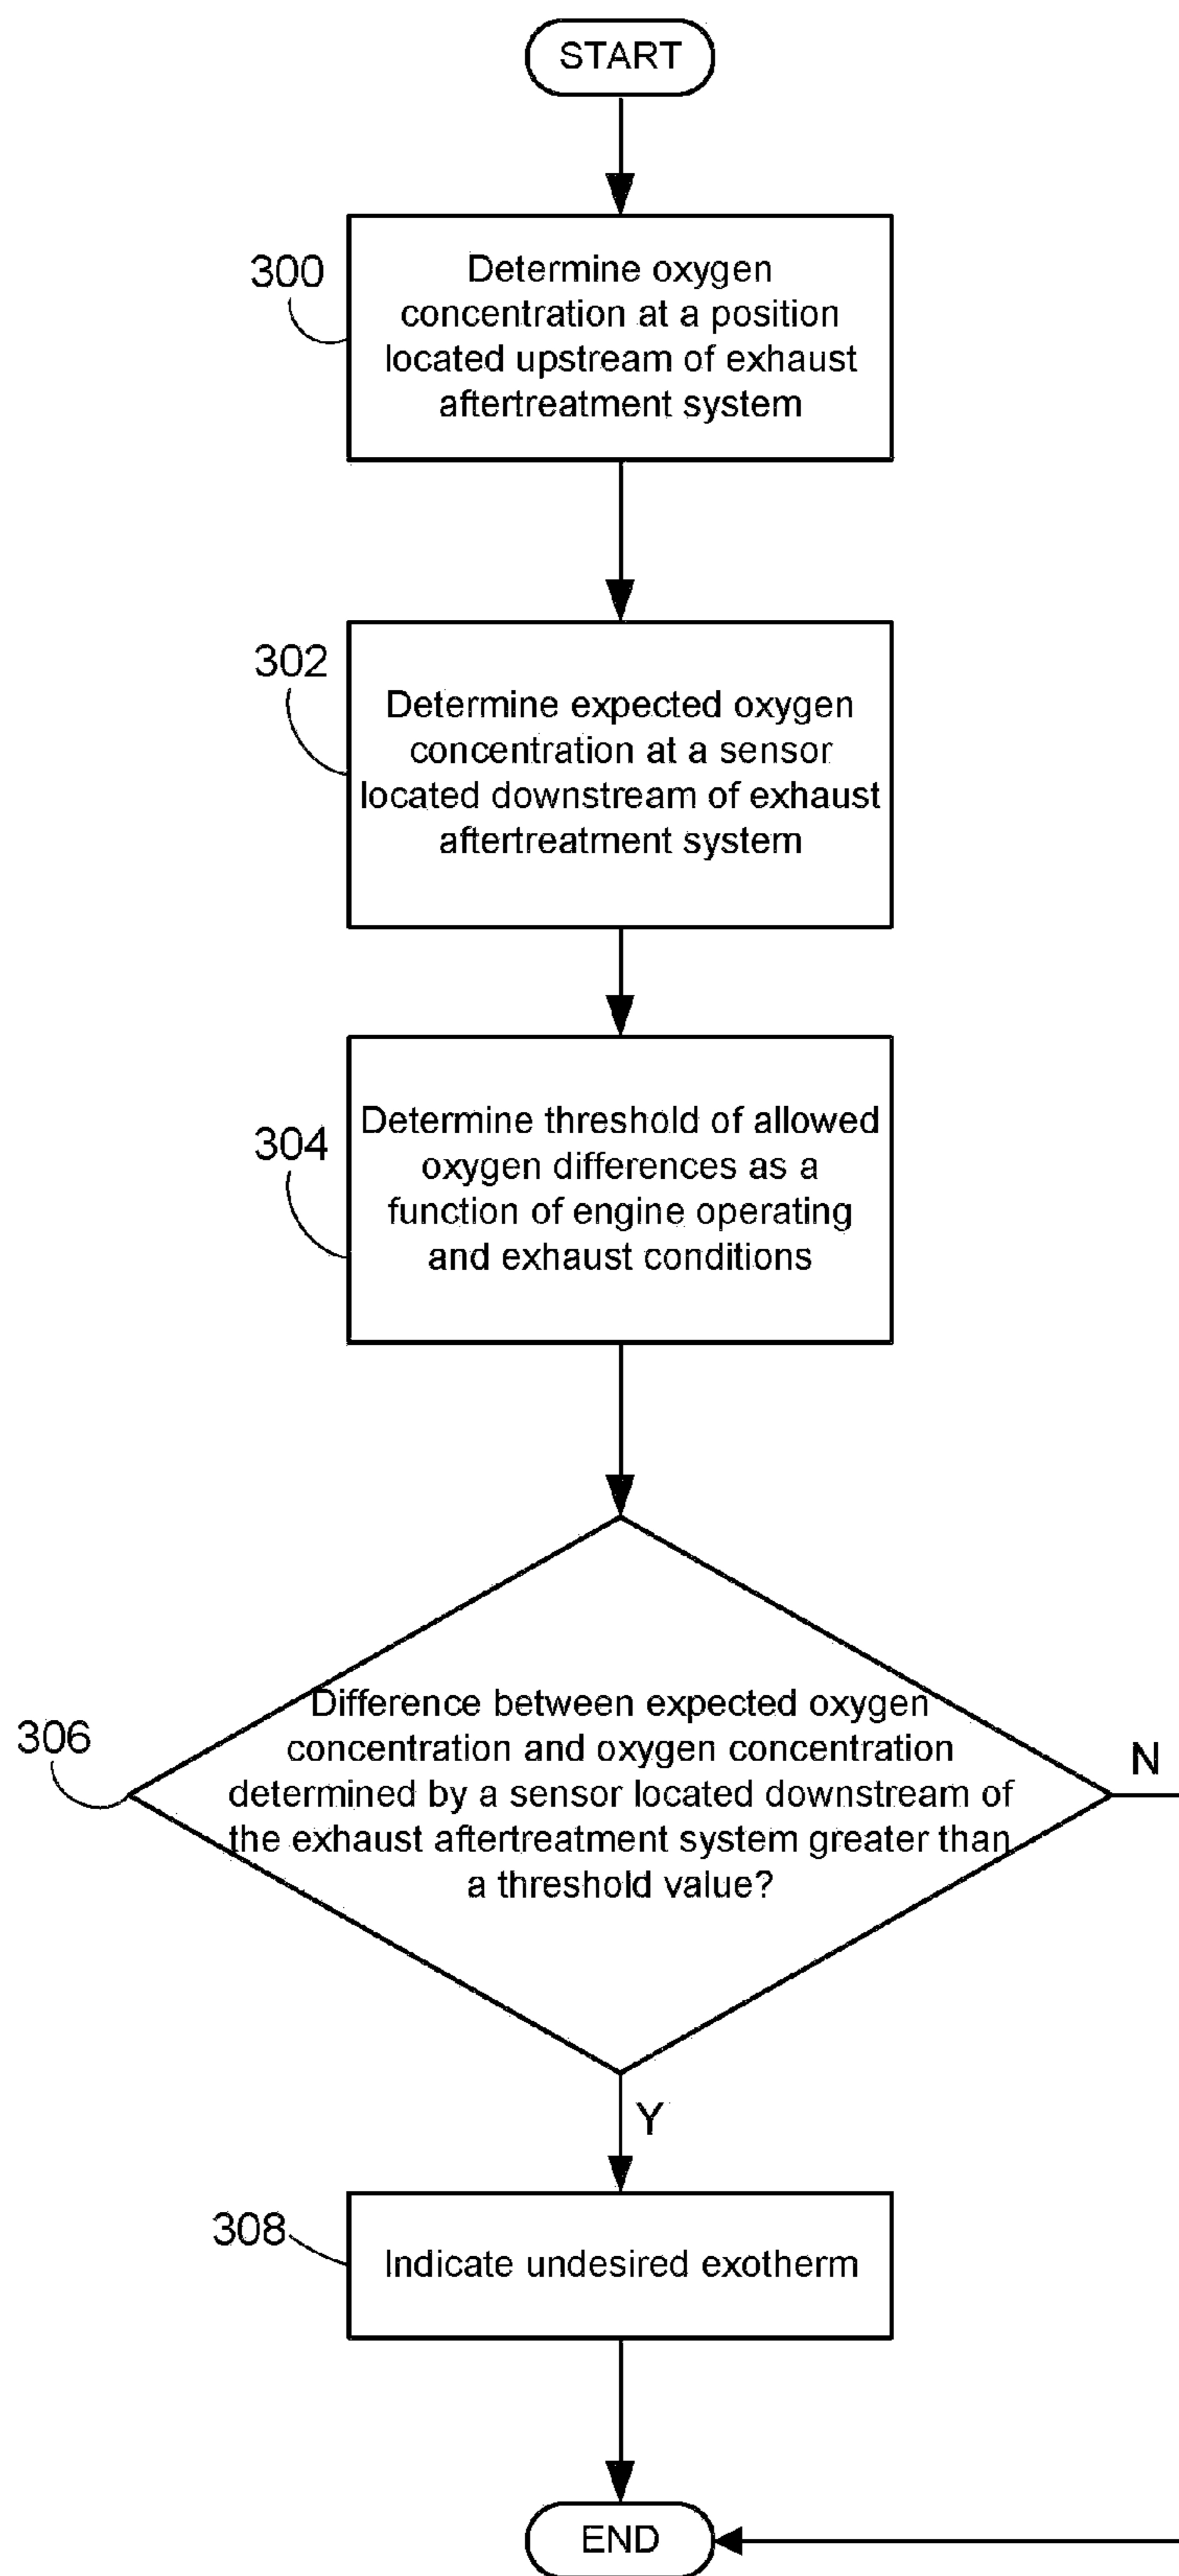 START
300
Determine oxygen
concentration at a position
located upstream of exhaust
aftertreatment system
302
Determine expected oxygen
concentration at a sensor
located downstream of exhaust
aftertreatment system
304
Determine threshold of allowed
oxygen differences as a
function of engine operating
and exhaust conditions
306
Difference between expected oxygen
concentration and oxygen concentration
determined by a sensor located downstream of
the exhaust aftertreatment system greater than
a threshold value?
N
Y
308
Indicate undesired exotherm
END